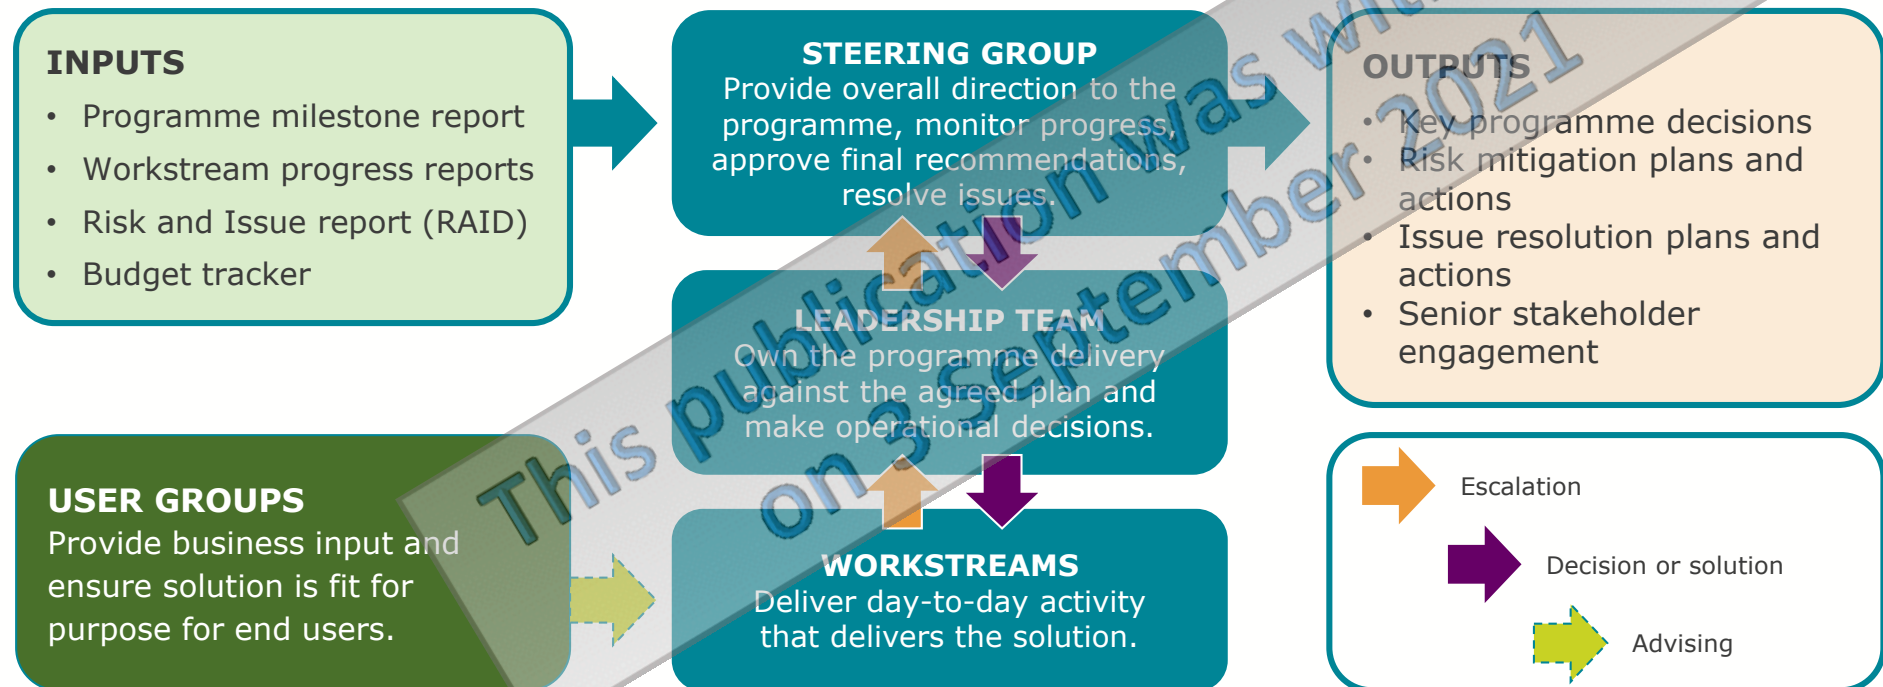 INPUTS
• Programme milestone report
• Workstream progress reports
• Risk and Issue report (RAID)
• Budget tracker
USER GROUPS
Provide business input and
ensure solution is fit for
purpose for end users.
STEERING GROUP
Provide overall direction to the
programme, monitor progress,
approve final recommendations,
resolve issues.
LEADERSHIP TEAM
Own the programme delivery
against the agreed plan and
make operational decisions.
WORKSTREAMS
Deliver day-to-day activity
that delivers the solution.
OUTPUTS
• Key programme decisions
• Risk mitigation plans and
actions
• Issue resolution plans and
actions
• Senior stakeholder
engagement
Escalation
Decision or solution
Advising
This publication was
on 3 September 2021